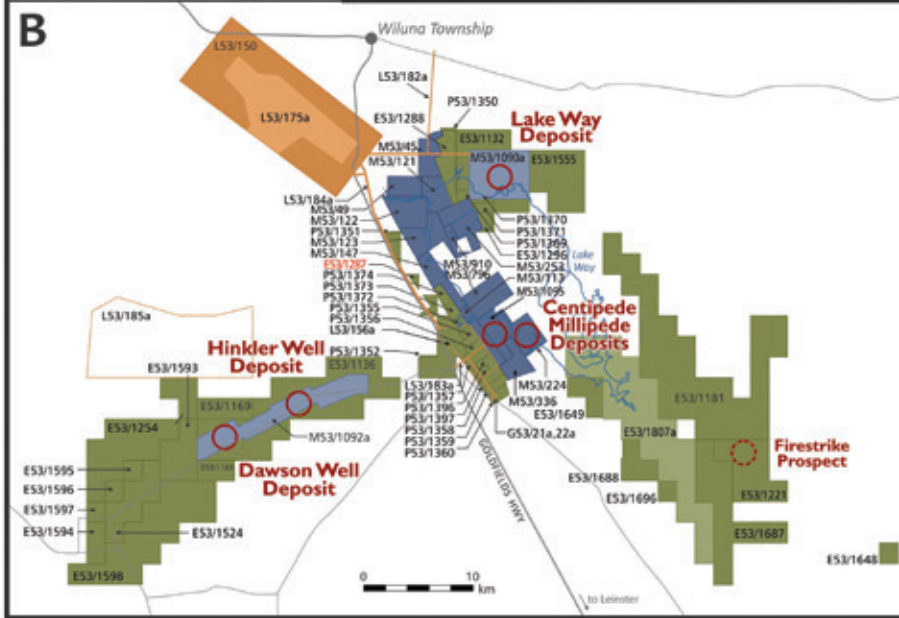 B
Wiluna Township
L53/150
L53/182a
L53/175a
P53/1350
E53/1288
Lake Way
Deposit
M53/45
E53/1132
M53/121
M53/1090a
E53/1555
L53/184a
M53/49
M53/122
P53/1351
M53/123
M53/147
E53/1287
P53/1374
P53/1373
P53/1372
P53/1355
P53/1356
L53/156a
P53/1352
P53/1370
P53/1371
P53/1369
E53/1296
M53/253
M53/910
M53/796
M53/113
M53/1095
Lake
Way
Centipede
Millipede
Deposits
L53/185a
E53/1593
Hinkler Well
Deposit
E53/1136
E53/1169
E53/1254
M53/1092a
Dawson Well
Deposit
E53/1595
E53/1596
E53/1597
E53/1594
E53/1524
E53/1598
L53/183a
P53/1357
P53/1396
P53/1397
P53/1358
P53/1359
P53/1360
M53/224
M53/336
E53/1649
G53/21a,22a
GOLDFIELDS HWY
E53/1181
E53/1807a
Firestrike
Prospect
E53/1688
E53/1696
E53/1221
E53/1687
E53/1648
0 10
km
to Leinster